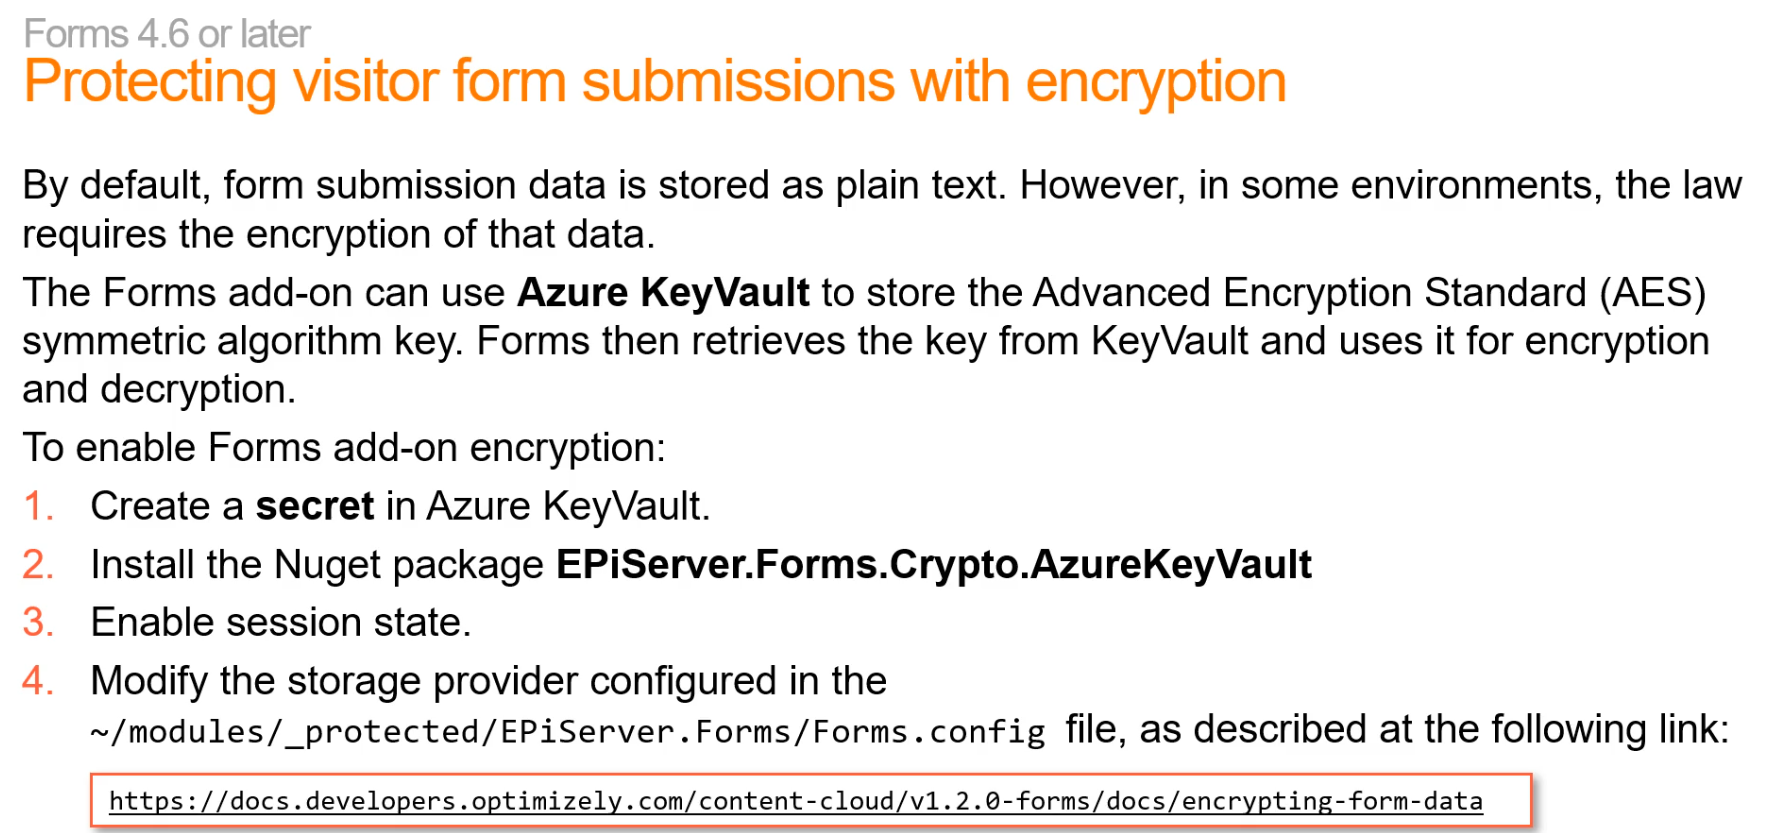 Forms 4.6 or later
Protecting visitor form submissions with encryption
By default, form submission data is stored as plain text. However, in some environments, the law
requires the encryption of that data.
The Forms add-on can use Azure KeyVault to store the Advanced Encryption Standard (AES)
symmetric algorithm key. Forms then retrieves the key from KeyVault and uses it for encryption
and decryption.
To enable Forms add-on encryption:
1. Create a secret in Azure KeyVault.
2. Install the Nuget package EPiServer.Forms.Crypto.AzureKeyVault
3. Enable session state.
4. Modify the storage provider configured in the
~/modules/_protected/EPiServer.Forms/Forms.config file, as described at the following link:
https://docs.developers.optimizely.com/content-cloud/v1.2.0-forms/docs/encrypting-form-data